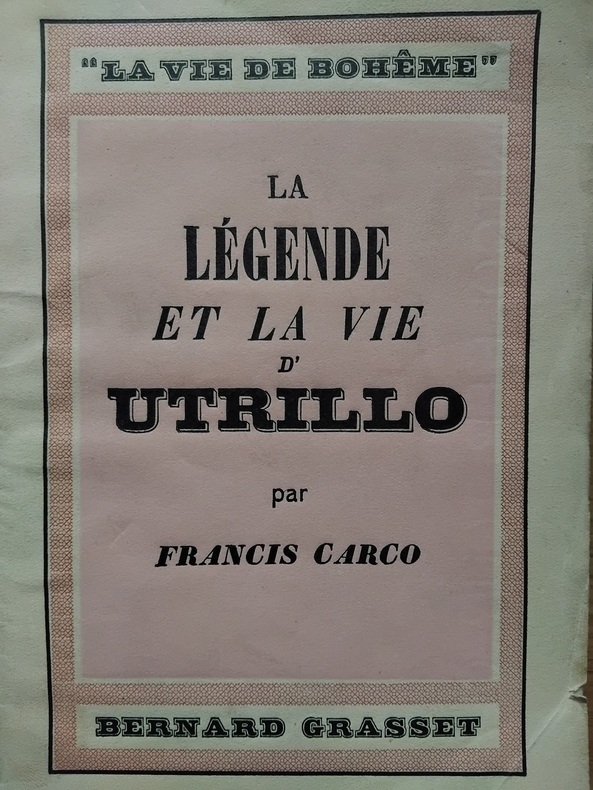 "LA VIE DE BOHÊME"
LA
LÉGENDE
ET LA VIE
D'
UTRILLO
par
FRANCIS CARCO
BERNARD GRASSET